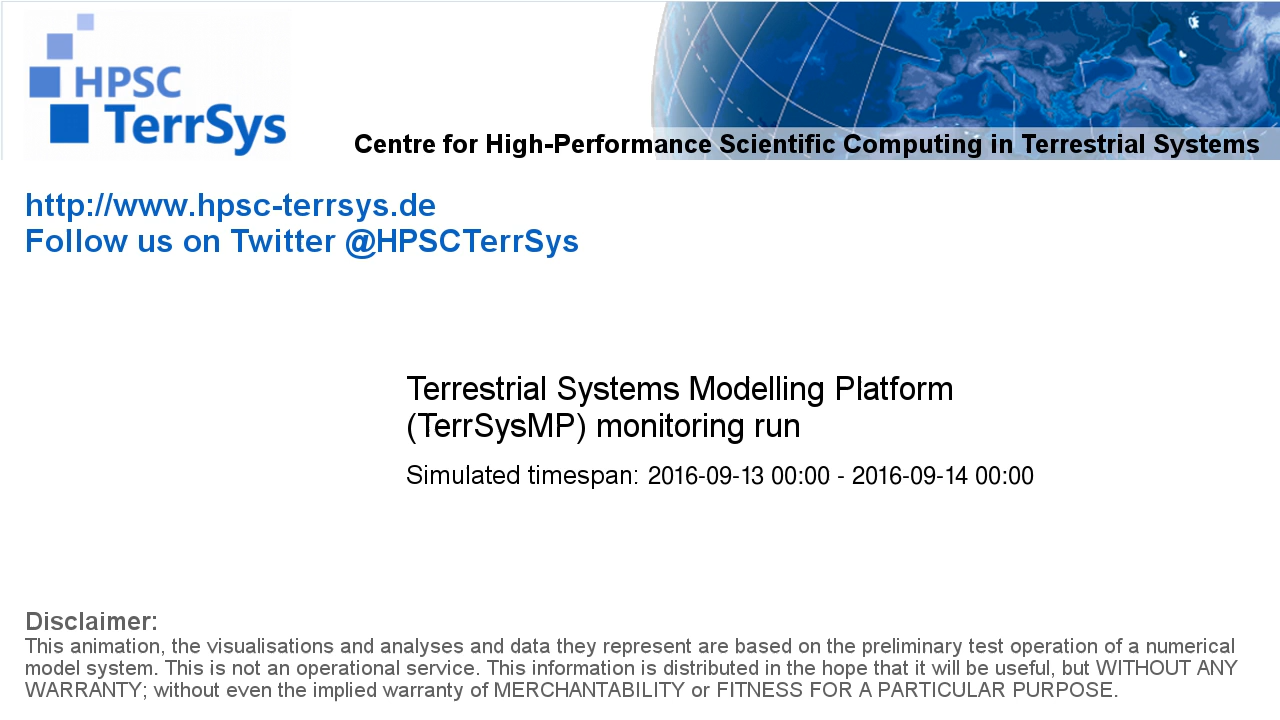 HPSC
TerrSys
Centre for High-Performance Scientific Computing in Terrestrial Systems
http://www.hpsc-terrsys.de
Follow us on Twitter @HPSCTerrSys
Terrestrial Systems Modelling Platform
(TerrSysMP) monitoring run
Simulated timespan: 2016-09-13 00:00 - 2016-09-14 00:00
Disclaimer:
This animation, the visualisations and analyses and data they represent are based on the preliminary test operation of a numerical
model system. This is not an operational service. This information is distributed in the hope that it will be useful, but WITHOUT ANY
WARRANTY; without even the implied warranty of MERCHANTABILITY or FITNESS FOR A PARTICULAR PURPOSE.